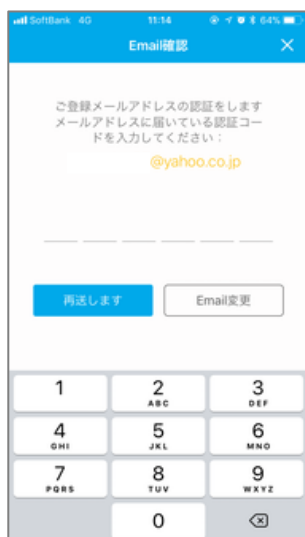 SoftBank 4G 11:14 64%
Email確認 ×
ご登録メールアドレスの認証をします
メールアドレスに届いている認証コー
ドを入力してください：
@yahoo.co.jp
再送します Email変更
1 2 3
ABC DEF
4 5 6
GHI JKL MNO
7 8 9
PQRS TUV WXYZ
0